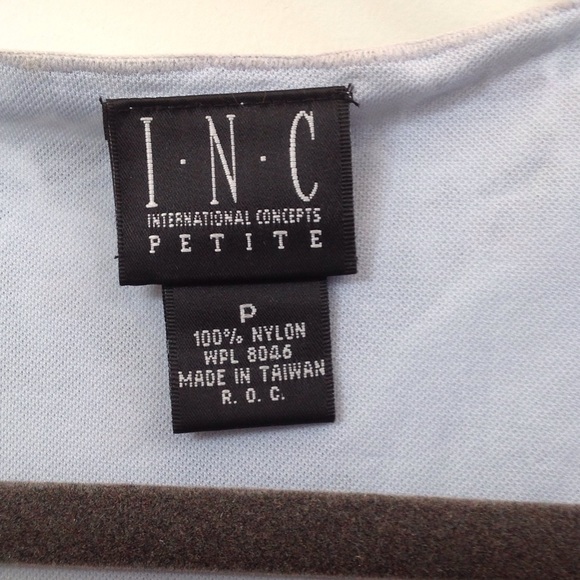 I·N·C
INTERNATIONAL CONCEPTS
PETITE
P
100% NYLON
WPL 8046
MADE IN TAIWAN
R. O. C.